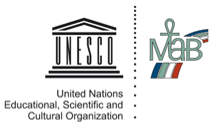 UNESCO
MaB
United Nations
Educational, Scientific and
Cultural Organization